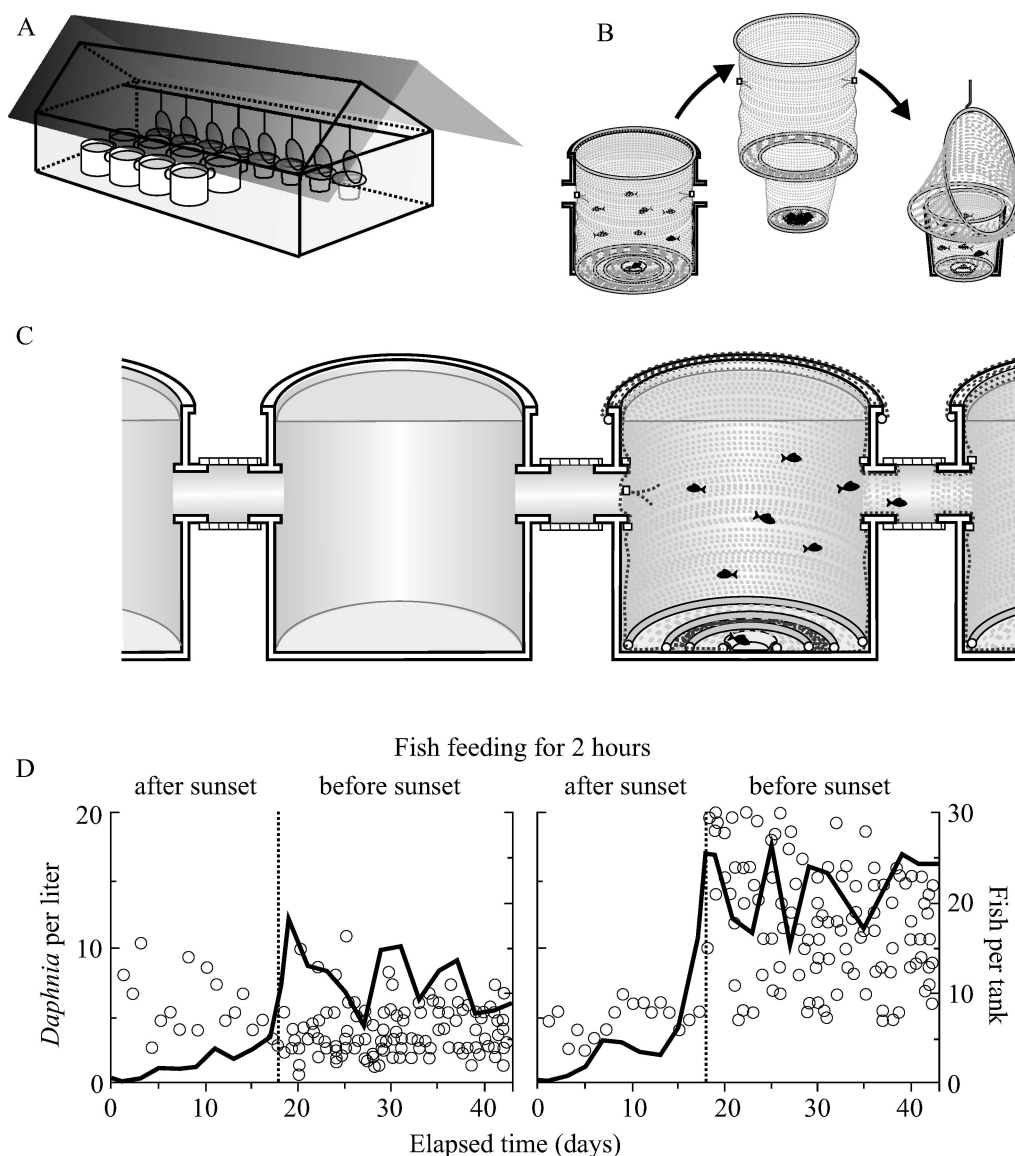 A
B
C
Fish feeding for 2 hours
D
after sunset before sunset after sunset before sunset
20 30
Daphnia per liter
10 20
10
Fish per tank
0 0
0 10 20 30 40 0 10 20 30 40
Elapsed time (days)